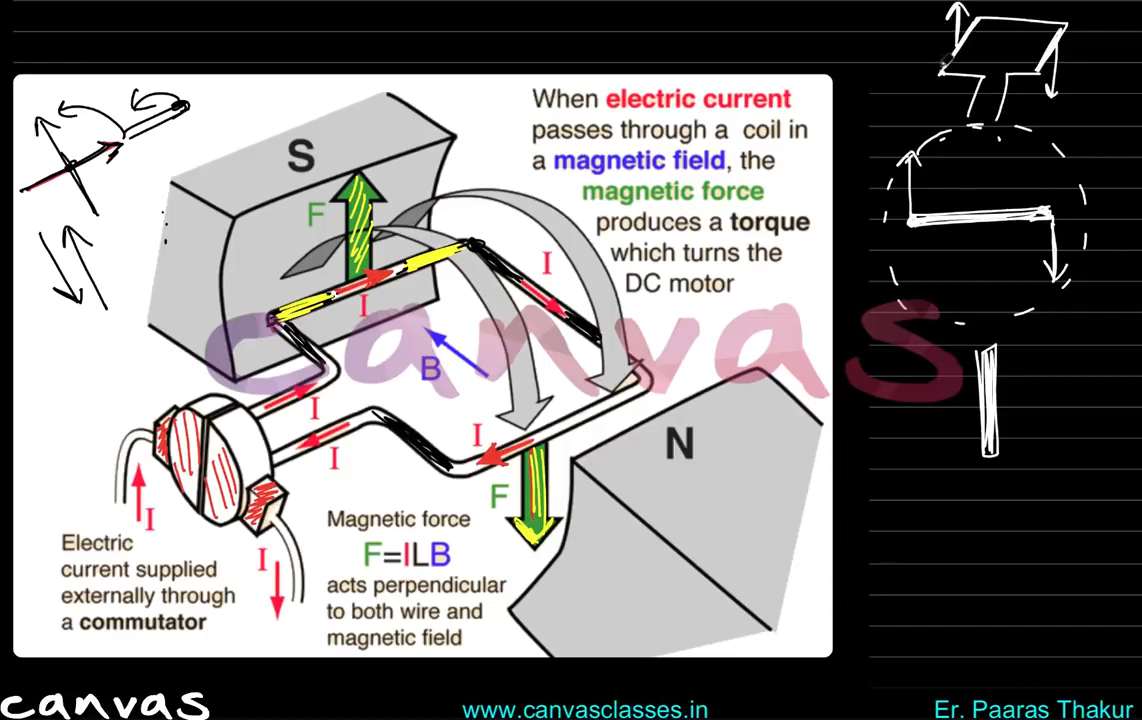 When electric current
passes through a coil in
a magnetic field, the
magnetic force
produces a torque
which turns the
DC motor
S
F
I
I
B
canvas
I
I
I
N
F
I
I
Electric
current supplied
externally through
a commutator
Magnetic force
F=ILB
acts perpendicular
to both wire and
magnetic field
canvas
www.canvasclasses.in
Er. Paaras Thakur